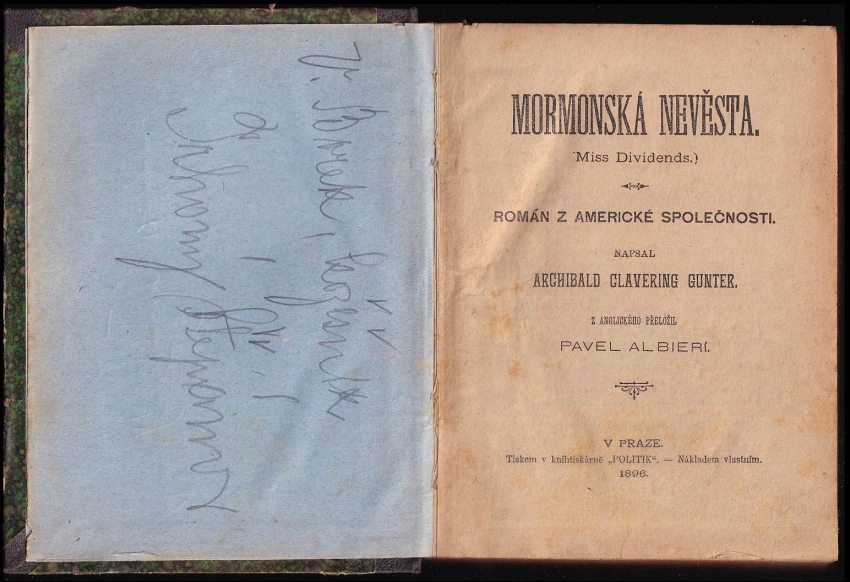 V. Borek,
MORMONSKÁ NEVĚSTA.
(Miss Dividends.)
ROMÁN Z AMERICKÉ SPOLEČNOSTI.
NAPSAL
ARCHIBALD CLAVERING GUNTER.
Z ANGLICKÉHO PŘELOŽIL
PAVEL ALBIERÍ.
V PRAZE.
Tiskem v knihtiskárně „POLITIK“. — Nákladem vlastním.
1896.